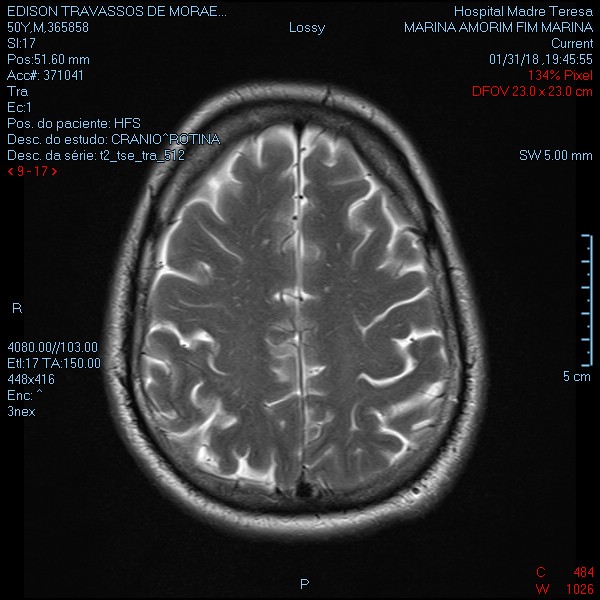 EDISON TRAVASSOS DE MORAE...
50Y,M,365858
Sl:17
Pos:51.60 mm
Acc#: 371041
Tra
Ec:1
Pos. do paciente: HFS
Desc. do estudo: CRANIO^ROTINA
Desc. da série: t2_tse_tra_512
< 9 - 17 >
Lossy
Hospital Madre Teresa
MARINA AMORIM FIM MARINA
Current
01/31/18 ,19:45:55
134% Pixel
DFOV 23.0 x 23.0 cm
SW 5.00 mm
R
4080.00//103.00
Etl:17 TA:150.00
448x416
Enc: ^
3nex
5 cm
P
C 484
W 1026